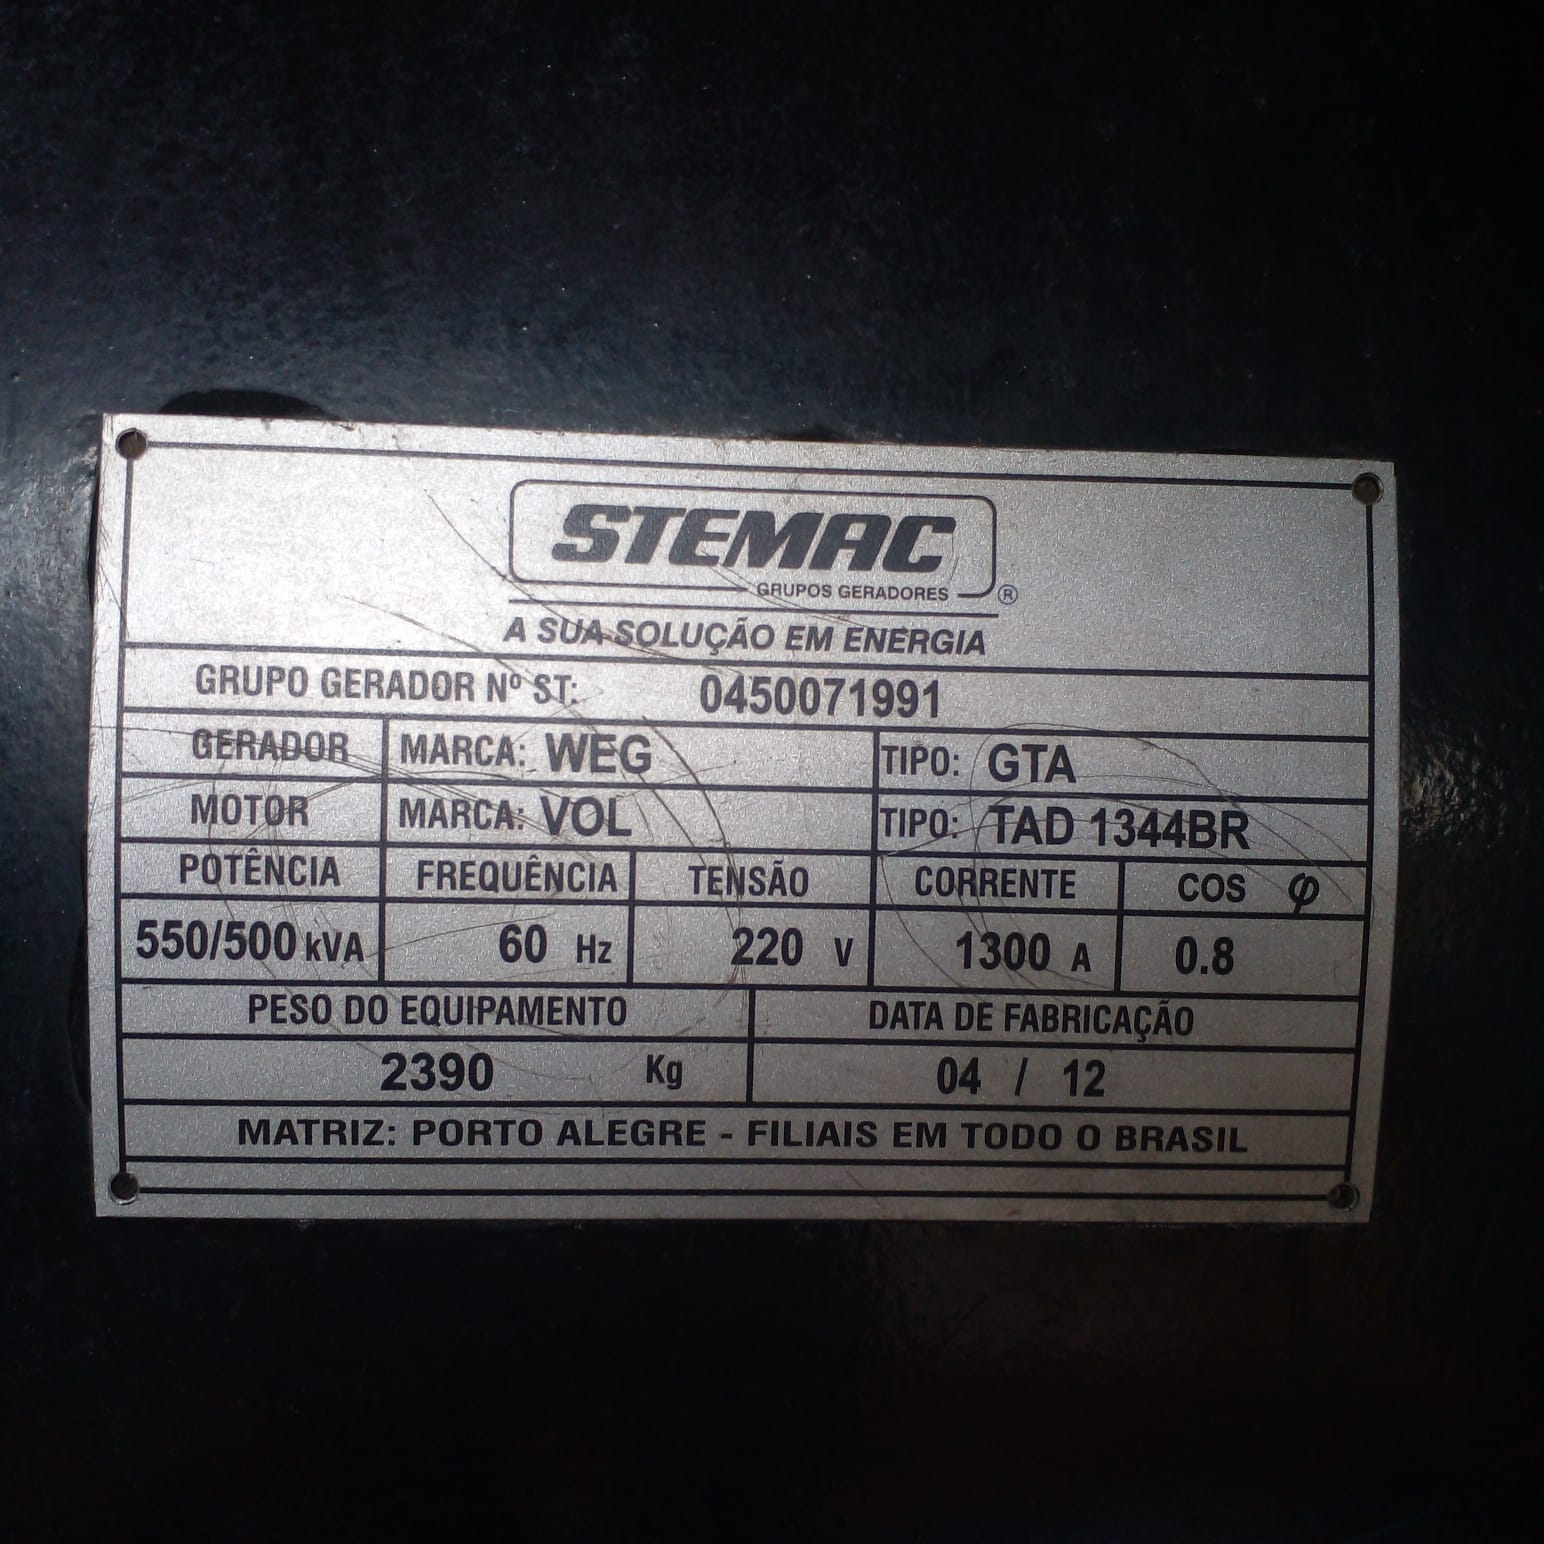 STEMAC
GRUPOS GERADORES ®
A SUA SOLUÇÃO EM ENERGIA
GRUPO GERADOR Nº ST: 0450071991
GERADOR MARCA: WEG TIPO: GTA
MOTOR MARCA: VOL TIPO: TAD 1344BR
POTÊNCIA FREQUÊNCIA TENSÃO CORRENTE COS φ
550/500 kVA 60 Hz 220 V 1300 A 0.8
PESO DO EQUIPAMENTO DATA DE FABRICAÇÃO
2390 Kg 04 / 12
MATRIZ: PORTO ALEGRE - FILIAIS EM TODO O BRASIL